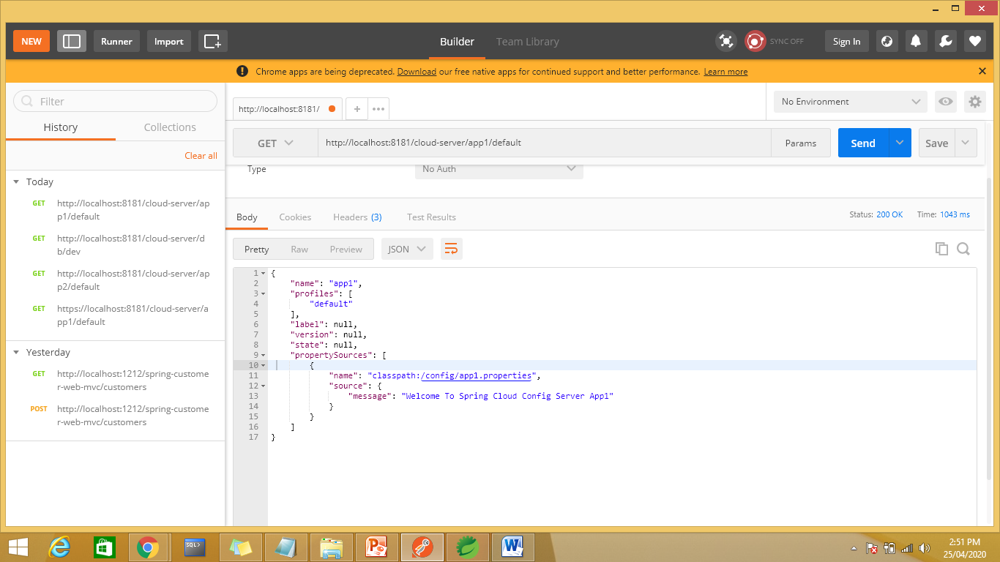 NEW
Runner
Import
Builder
Team Library
SYNC OFF
Sign In
Chrome apps are being deprecated. Download our free native apps for continued support and better performance. Learn more
Filter
History
Collections
Clear all
Today
GET http://localhost:8181/cloud-server/ap
p1/default
GET http://localhost:8181/cloud-server/d
b/dev
GET http://localhost:8181/cloud-server/ap
p2/default
GET https://localhost:8181/cloud-server/a
pp1/default
Yesterday
GET http://localhost:1212/spring-custome
r-web-mvc/customers
POST http://localhost:1212/spring-custome
r-web-mvc/customers
http://localhost:8181/
No Environment
GET http://localhost:8181/cloud-server/app1/default Params Send Save
Type No Auth
Body Cookies Headers (3) Test Results Status: 200 OK Time: 1043 ms
Pretty Raw Preview JSON
1 {
2 "name": "app1",
3 "profiles": [
4 "default"
5 ],
6 "label": null,
7 "version": null,
8 "state": null,
9 "propertySources": [
10 {
11 "name": "classpath:/config/app1.properties",
12 "source": {
13 "message": "Welcome To Spring Cloud Config Server App1"
14 }
15 }
16 ]
17 }
SQL>
2:51 PM
25/04/2020